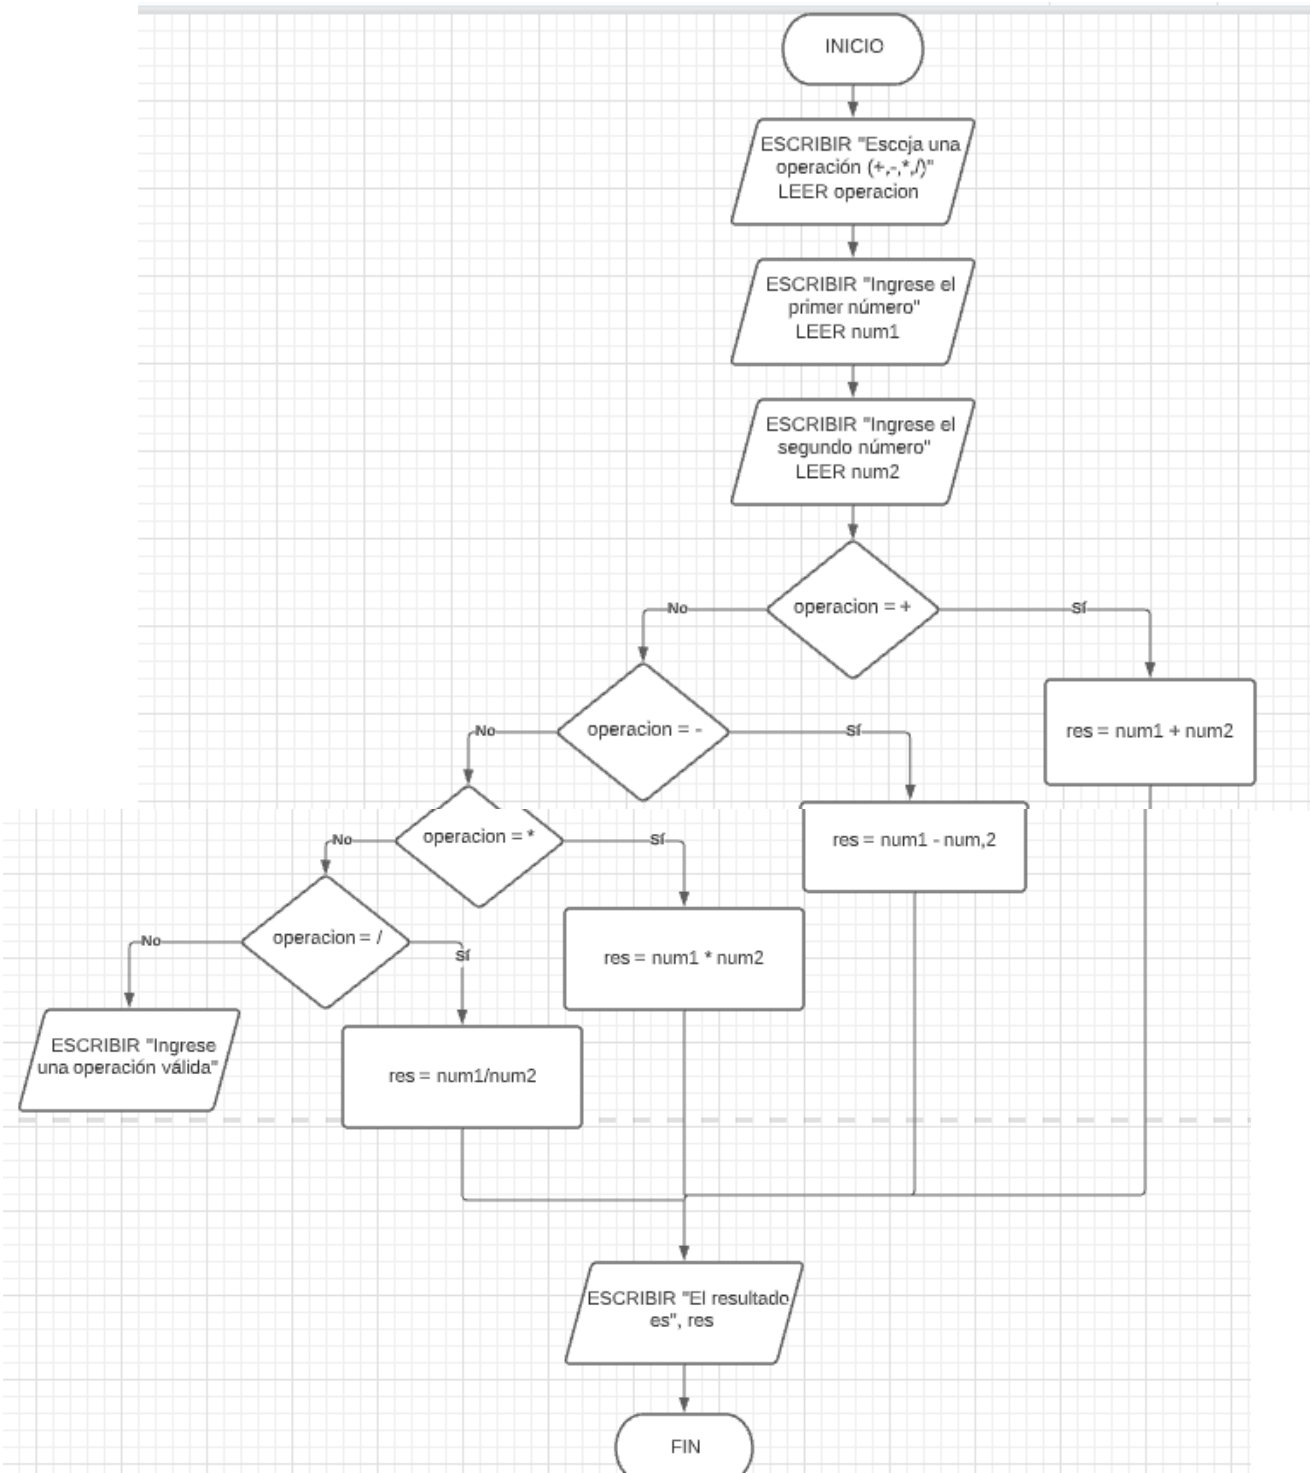 INICIO
ESCRIBIR "Escoja una
operación (+,-,*,/)"
LEER operacion
ESCRIBIR "Ingrese el
primer número"
LEER num1
ESCRIBIR "Ingrese el
segundo número"
LEER num2
No
operacion = +
Sí
No
operacion = -
Sí
res = num1 + num2
No
operacion = *
Sí
res = num1 - num,2
No
operacion = /
Sí
res = num1 * num2
ESCRIBIR "Ingrese
una operación válida"
res = num1/num2
ESCRIBIR "El resultado
es", res
FIN